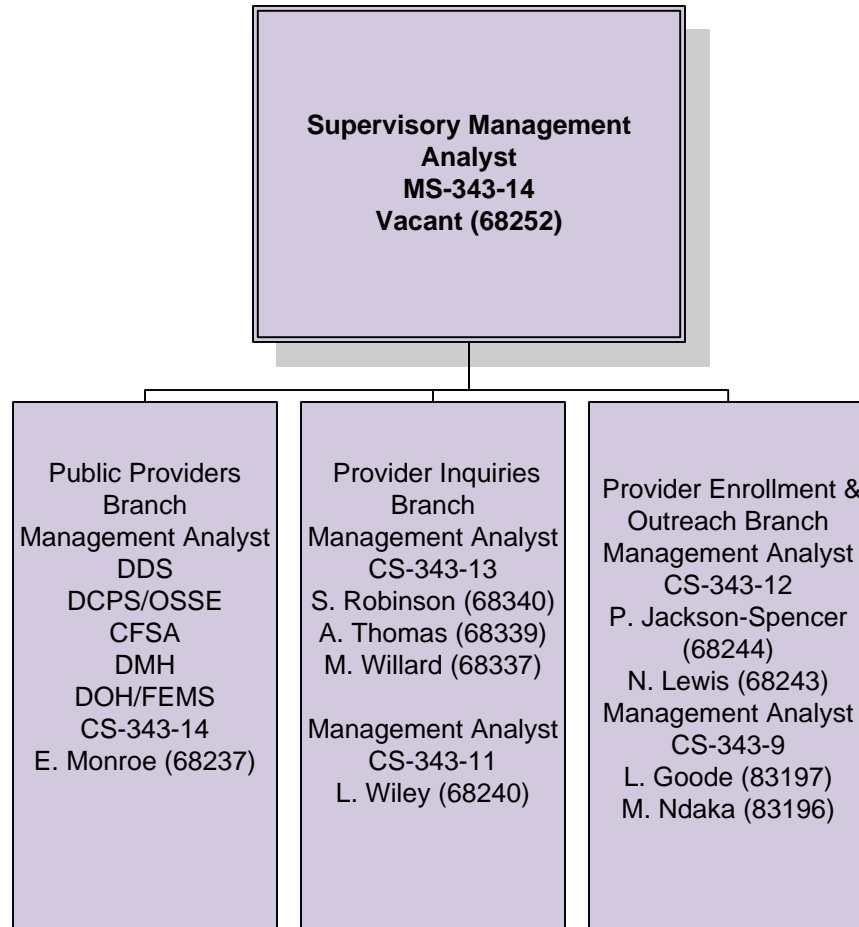 Supervisory Management
Analyst
MS-343-14
Vacant (68252)
Public Providers
Branch
Management Analyst
DDS
DCPS/OSSE
CFSA
DMH
DOH/FEMS
CS-343-14
E. Monroe (68237)
Provider Inquiries
Branch
Management Analyst
CS-343-13
S. Robinson (68340)
A. Thomas (68339)
M. Willard (68337)
Management Analyst
CS-343-11
L. Wiley (68240)
Provider Enrollment &
Outreach Branch
Management Analyst
CS-343-12
P. Jackson-Spencer
(68244)
N. Lewis (68243)
Management Analyst
CS-343-9
L. Goode (83197)
M. Ndaka (83196)